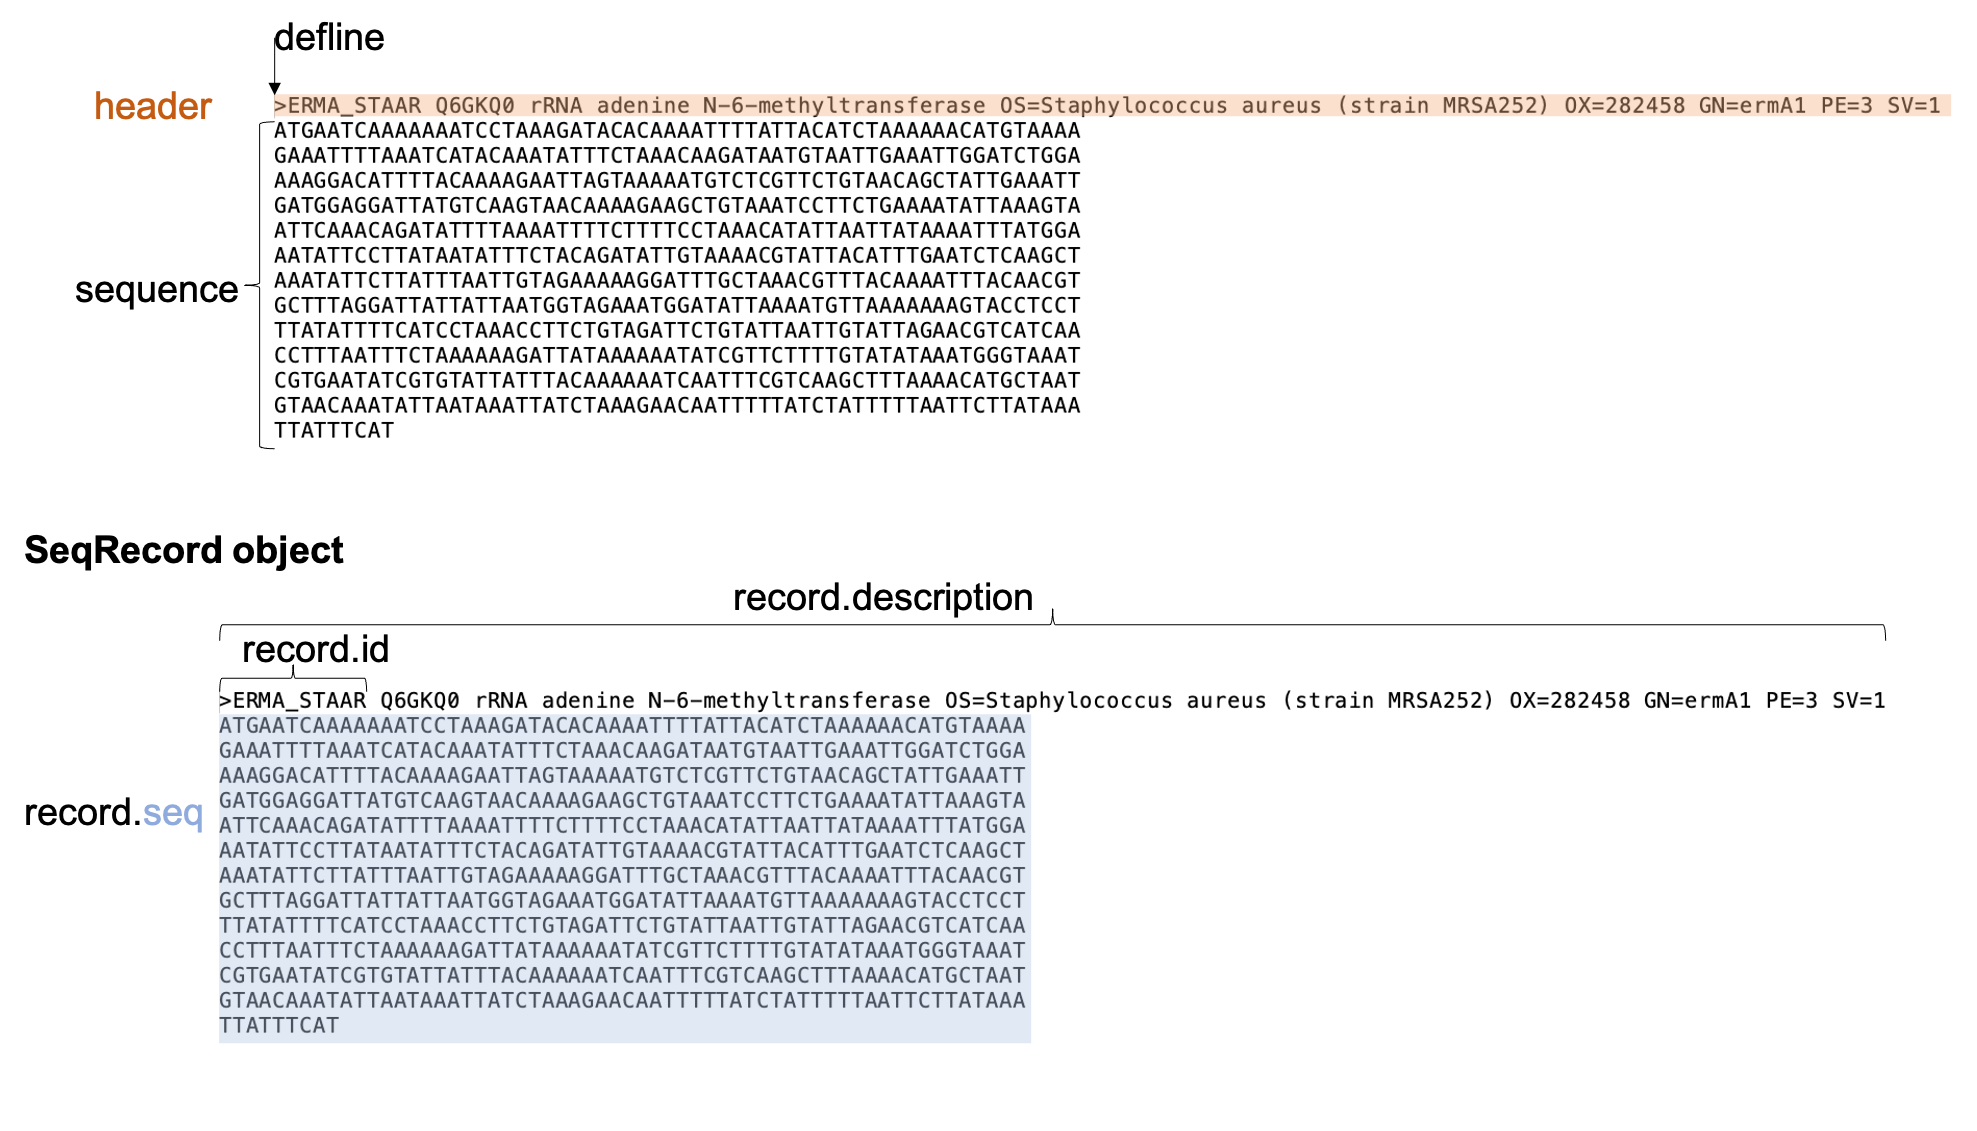 defline
header
>ERMA_STAAR Q6GKQ0 rRNA adenine N-6-methyltransferase OS=Staphylococcus aureus (strain MRSA252) OX=282458 GN=ermA1 PE=3 SV=1
ATGAATCAAAAAAATCCTAAAGATACACAAAATTTTATTACATCTAAAAAACATGTAAAA
GAAATTTTAAATCATACAAATATTTCTAAACAAGATAATGTAATTGAAATTGGATCTGGA
AAAGGACATTTTACAAAAGAATTAGTAAAAATGTCTCGTTCTGTAACAGCTATTGAAATT
GATGGAGGATTATGTCAAGTAACAAAAGAAGCTGTAAATCCTTCTGAAAATATTAAAGTA
ATTCAAACAGATATTTTAAAATTTTCTTTTCCTAAACATATTAATTATAAAATTTATGGA
AATATTCCTTATAATATTTCTACAGATATTGTAAAACGTATTACATTTGAATCTCAAGCT
sequence
AAATATTCTTATTTAATTGTAGAAAAAGGATTTGCTAAACGTTTACAAAATTTACAACGT
GCTTTAGGATTATTATTAATGGTAGAAATGGATATTAAAATGTTAAAAAAAGTACCTCCT
TTATATTTTCATCCTAAACCTTCTGTAGATTCTGTATTAATTGTATTAGAACGTCATCAA
CCTTTAATTTCTAAAAAAGATTATAAAAAATATCGTTCTTTTGTATATAAATGGGTAAAT
CGTGAATATCGTGTATTATTTACAAAAAATCAATTTCGTCAAGCTTTAAAACATGCTAAT
GTAACAAATATTAATAAATTATCTAAAGAACAATTTTTATCTATTTTTAATTCTTATAAA
TTATTTCAT
SeqRecord object
record.description
record.id
>ERMA_STAAR Q6GKQ0 rRNA adenine N-6-methyltransferase OS=Staphylococcus aureus (strain MRSA252) OX=282458 GN=ermA1 PE=3 SV=1
ATGAATCAAAAAAATCCTAAAGATACACAAAATTTTATTACATCTAAAAAACATGTAAAA
GAAATTTTAAATCATACAAATATTTCTAAACAAGATAATGTAATTGAAATTGGATCTGGA
AAAGGACATTTTACAAAAGAATTAGTAAAAATGTCTCGTTCTGTAACAGCTATTGAAATT
GATGGAGGATTATGTCAAGTAACAAAAGAAGCTGTAAATCCTTCTGAAAATATTAAAGTA
record.seq
ATTCAAACAGATATTTTAAAATTTTCTTTTCCTAAACATATTAATTATAAAATTTATGGA
AATATTCCTTATAATATTTCTACAGATATTGTAAAACGTATTACATTTGAATCTCAAGCT
AAATATTCTTATTTAATTGTAGAAAAAGGATTTGCTAAACGTTTACAAAATTTACAACGT
GCTTTAGGATTATTATTAATGGTAGAAATGGATATTAAAATGTTAAAAAAAGTACCTCCT
TTATATTTTCATCCTAAACCTTCTGTAGATTCTGTATTAATTGTATTAGAACGTCATCAA
CCTTTAATTTCTAAAAAAGATTATAAAAAATATCGTTCTTTTGTATATAAATGGGTAAAT
CGTGAATATCGTGTATTATTTACAAAAAATCAATTTCGTCAAGCTTTAAAACATGCTAAT
GTAACAAATATTAATAAATTATCTAAAGAACAATTTTTATCTATTTTTAATTCTTATAAA
TTATTTCAT